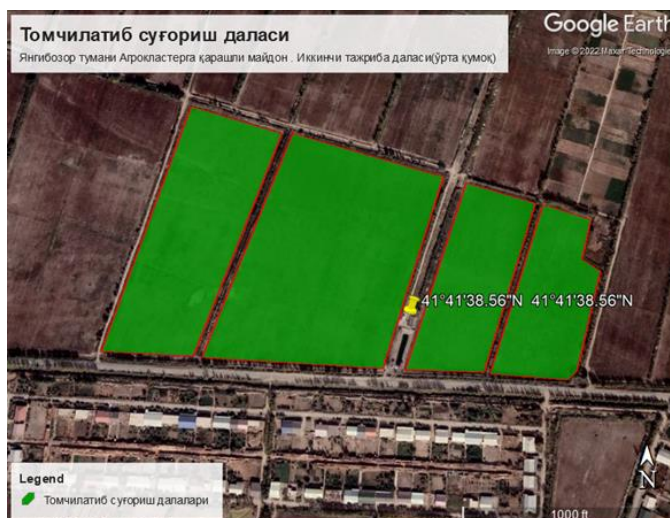 Томчилатиб суғориш даласи
Google Earth
Янгибозор тумани Агрокластерга қарашли майдон . Иккинчи тажриба даласи(ўрта қумоқ)
Image © 2022 Maxar Technologies
41°41'38.56"N 41°41'38.56"N
Legend
Томчилатиб суғориш далалари
N
1000 ft